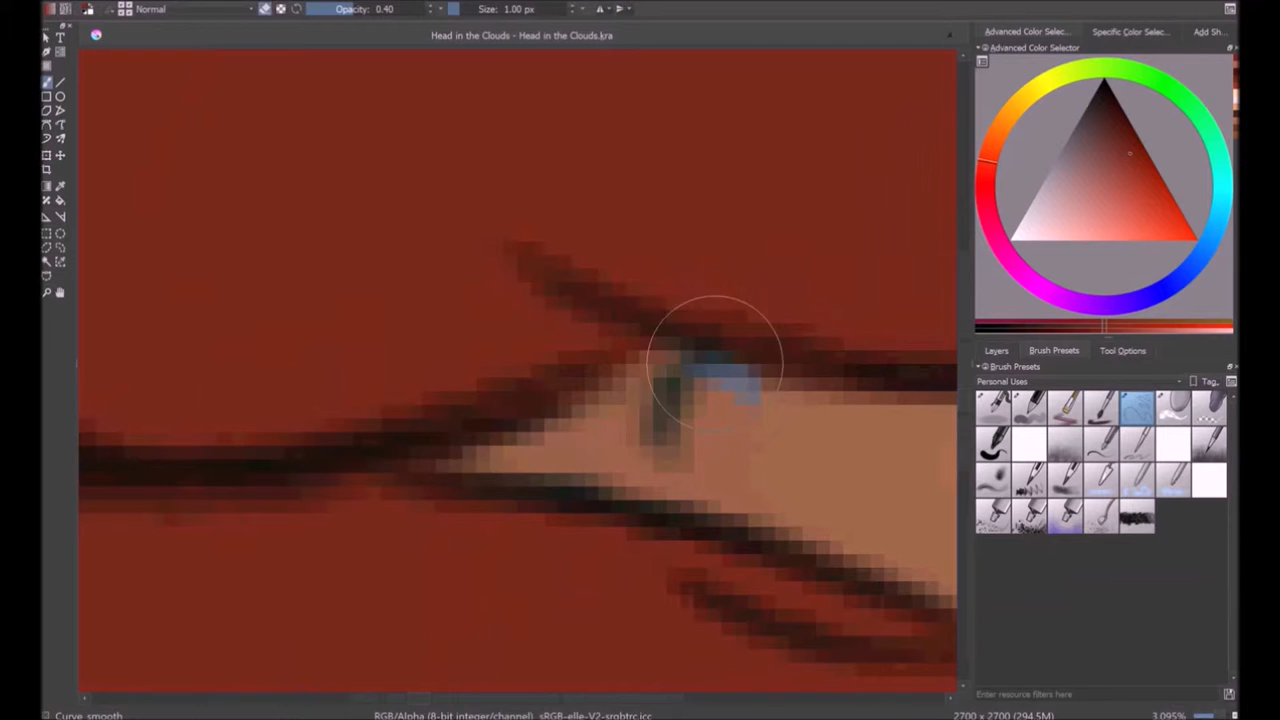 Normal
Opacity: 0.40
Size: 1.00 px
Head in the Clouds - Head in the Clouds.kra
Advanced Color Selec...
Specific Color Selec...
Add Sh...
Advanced Color Selector
Layers
Brush Presets
Tool Options
Brush Presets
Personal Uses
Tag
Enter resource filters here
Curve_smooth
RGB/Alpha (8-bit integer/channel) sRGB-elle-V2-srgbtrc.icc
2700 x 2700 (294.5M)
3.095%